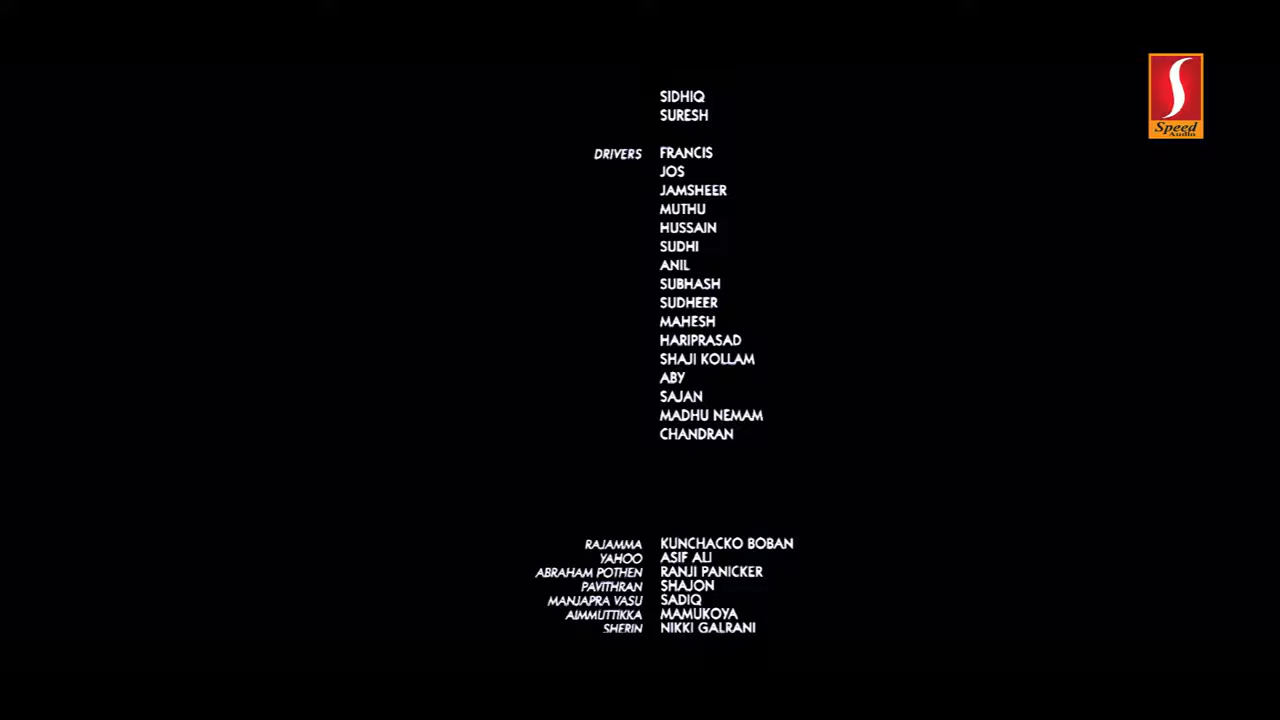 SIDHIQ
SURESH
DRIVERS FRANCIS
JOS
JAMSHEER
MUTHU
HUSSAIN
SUDHI
ANIL
SUBHASH
SUDHEER
MAHESH
HARIPRASAD
SHAJI KOLLAM
ABY
SAJAN
MADHU NEMAM
CHANDRAN
RAJAMMA KUNCHACKO BOBAN
YAHOO ASIF ALI
ABRAHAM POTHEN RANJI PANICKER
PAVITHRAN SHAJON
MANJAPRA VASU SADIQ
AIMMUTTIKKA MAMUKOYA
SHERIN NIKKI GALRANI
S
Speed
Audio